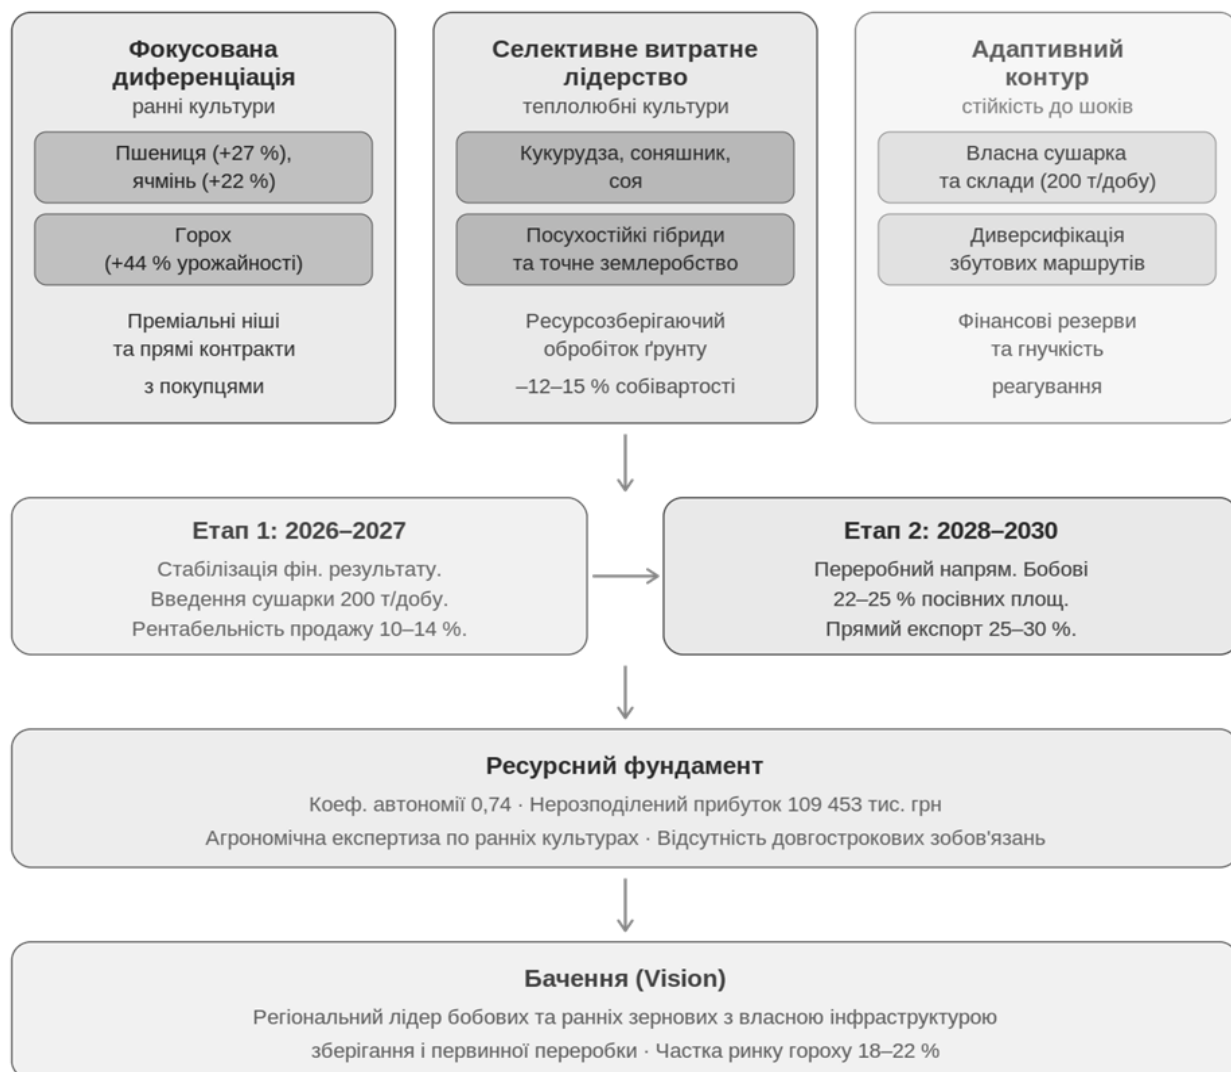 Фокусована
диференціація
ранні культури
Пшениця (+27 %),
ячмінь (+22 %)
Горох
(+44 % урожайності)
Преміальні ніші
та прямі контракти
з покупцями
Селективне витратне
лідерство
теплолюбні культури
Кукурудза, соняшник,
соя
Посухостійкі гібриди
та точне землеробство
Ресурсозберігаючий
обробіток ґрунту
–12–15 % собівартості
Адаптивний
контур
стійкість до шоків
Власна сушарка
та склади (200 т/добу)
Диверсифікація
збутових маршрутів
Фінансові резерви
та гнучкість
реагування
Етап 1: 2026–2027
Стабілізація фін. результату.
Введення сушарки 200 т/добу.
Рентабельність продажу 10–14 %.
Етап 2: 2028–2030
Переробний напрям. Бобові
22–25 % посівних площ.
Прямий експорт 25–30 %.
Ресурсний фундамент
Коеф. автономії 0,74 · Нерозподілений прибуток 109 453 тис. грн
Агрономічна експертиза по ранніх культурах · Відсутність довгострокових зобов'язань
Бачення (Vision)
Регіональний лідер бобових та ранніх зернових з власною інфраструктурою
зберігання і первинної переробки · Частка ринку гороху 18–22 %